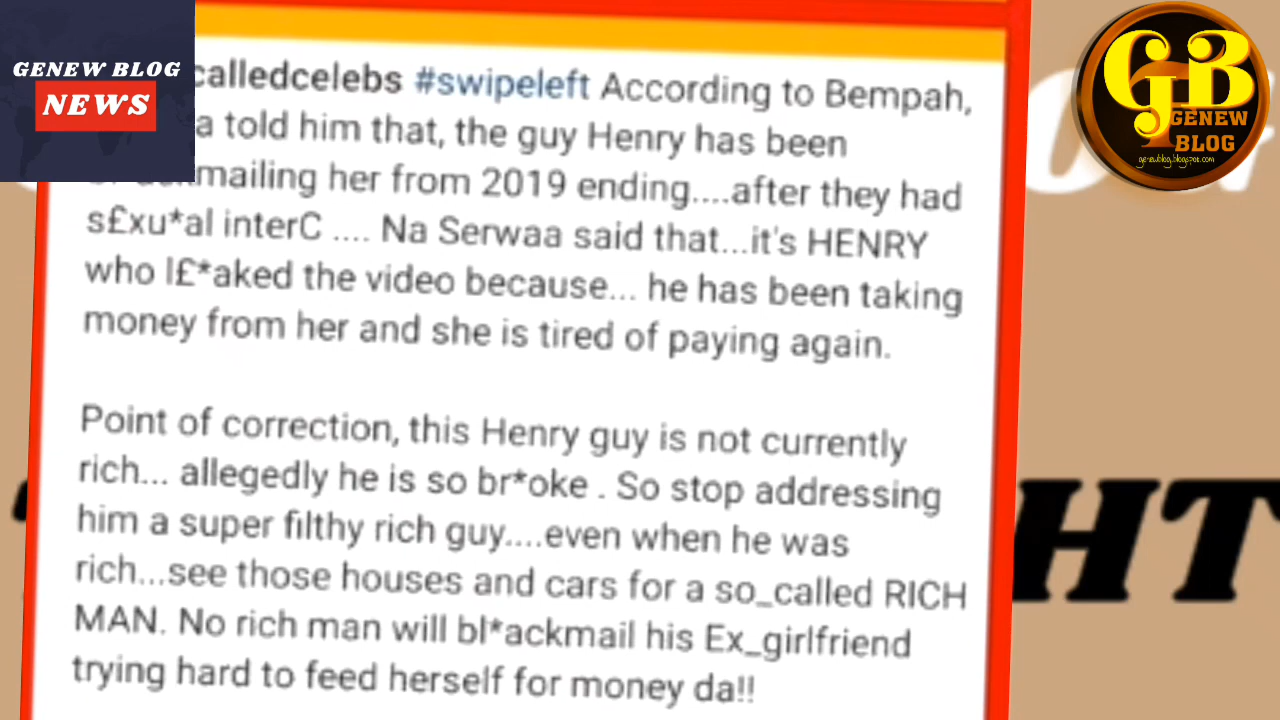 GENEW BLOG
NEWS
calledcelebs #swipeleft According to Bempah,
a told him that, the guy Henry has been
mailing her from 2019 ending....after they had
s£xu*al interC .... Na Serwaa said that...it's HENRY
who l£*aked the video because... he has been taking
money from her and she is tired of paying again.
Point of correction, this Henry guy is not currently
rich... allegedly he is so br*oke . So stop addressing
him a super filthy rich guy....even when he was
rich...see those houses and cars for a so_called RICH
MAN. No rich man will bl*ackmail his Ex_girlfriend
trying hard to feed herself for money da!!
GB
GENEW
BLOG
genewblog.blogspot.com
HT